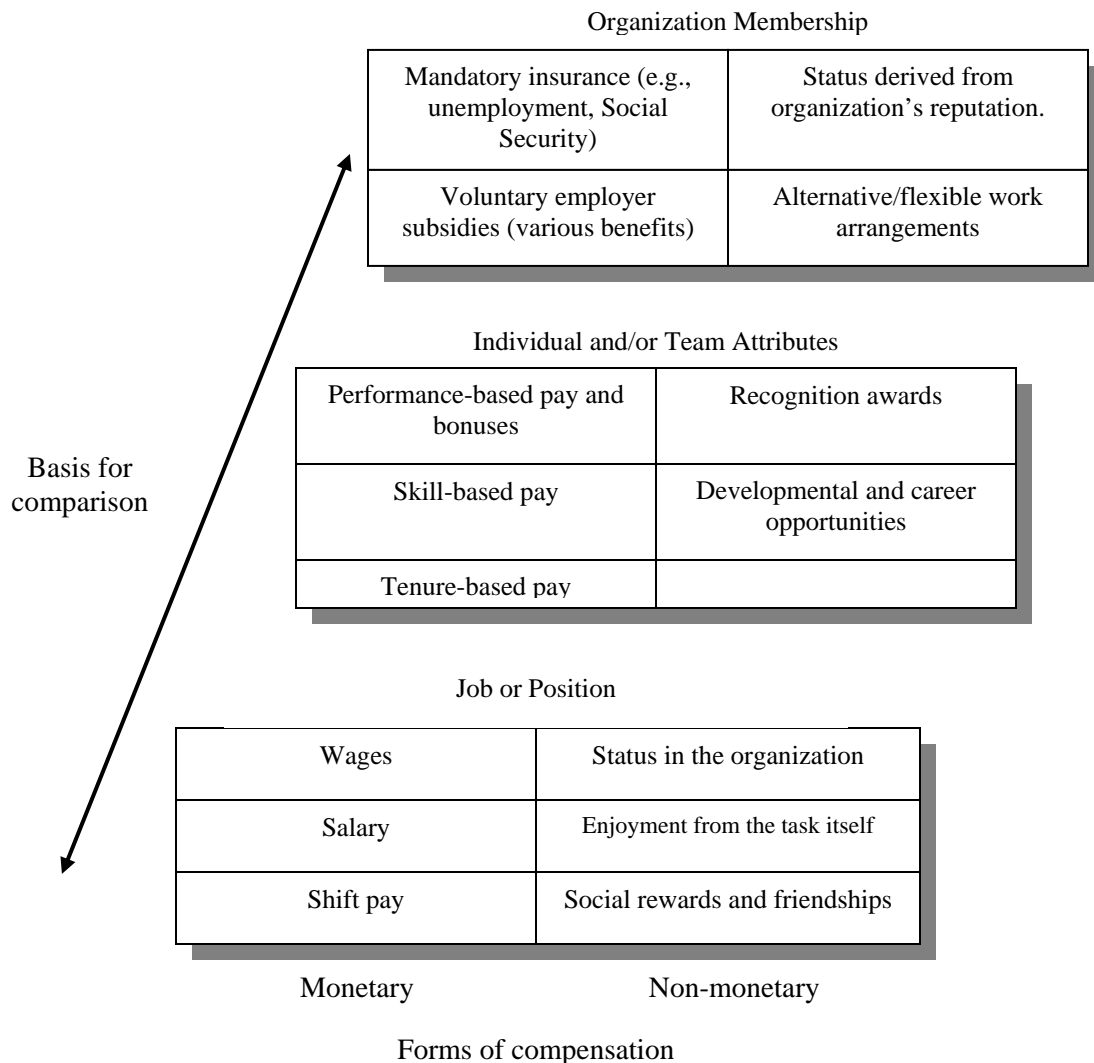 Organization Membership
Mandatory insurance (e.g.,
unemployment, Social
Security)
Status derived from
organization’s reputation.
Voluntary employer
subsidies (various benefits)
Alternative/flexible work
arrangements
Individual and/or Team Attributes
Performance-based pay and
bonuses
Recognition awards
Basis for
comparison
Skill-based pay
Developmental and career
opportunities
Tenure-based pay
Job or Position
Wages
Status in the organization
Salary
Enjoyment from the task itself
Shift pay
Social rewards and friendships
Monetary
Non-monetary
Forms of compensation